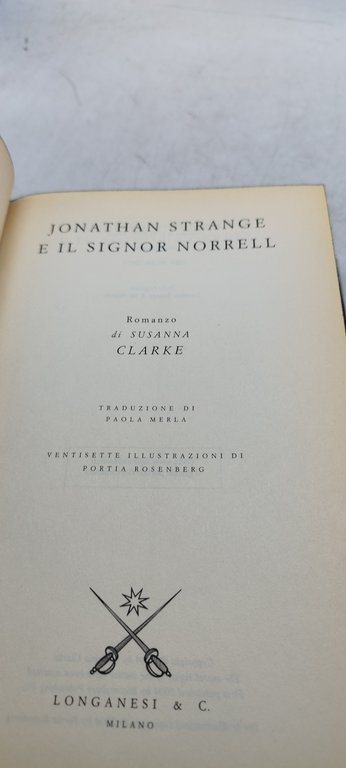 JONATHAN STRANGE
E IL SIGNOR NORRELL
Romanzo
di SUSANNA
CLARKE
TRADUZIONE DI
PAOLA MERLA
VENTISETTE ILLUSTRAZIONI DI
PORTIA ROSENBERG
LONGANESI & C.
MILANO